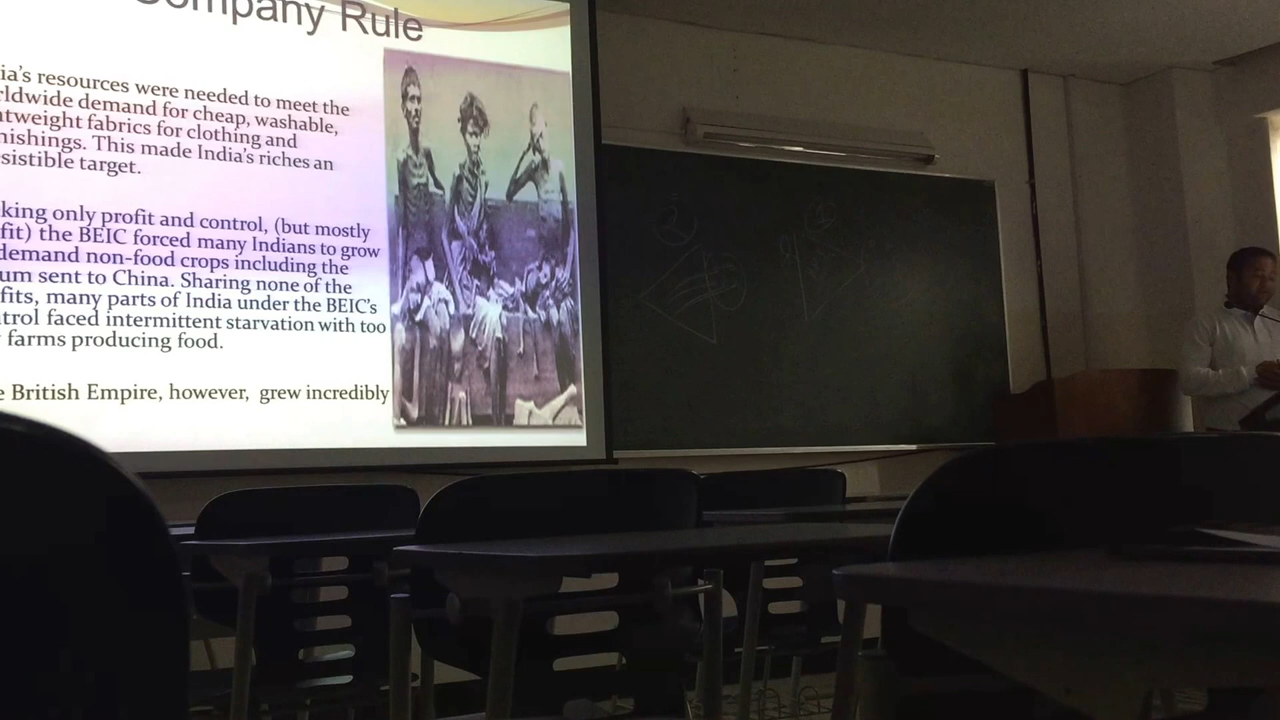 Company Rule
ia's resources were needed to meet the
rldwide demand for cheap, washable,
htweight fabrics for clothing and
nishings. This made India's riches an
sistible target.
king only profit and control, (but mostly
fit) the BEIC forced many Indians to grow
demand non-food crops including the
um sent to China. Sharing none of the
fits, many parts of India under the BEIC's
trol faced intermittent starvation with too
farms producing food.
e British Empire, however, grew incredibly